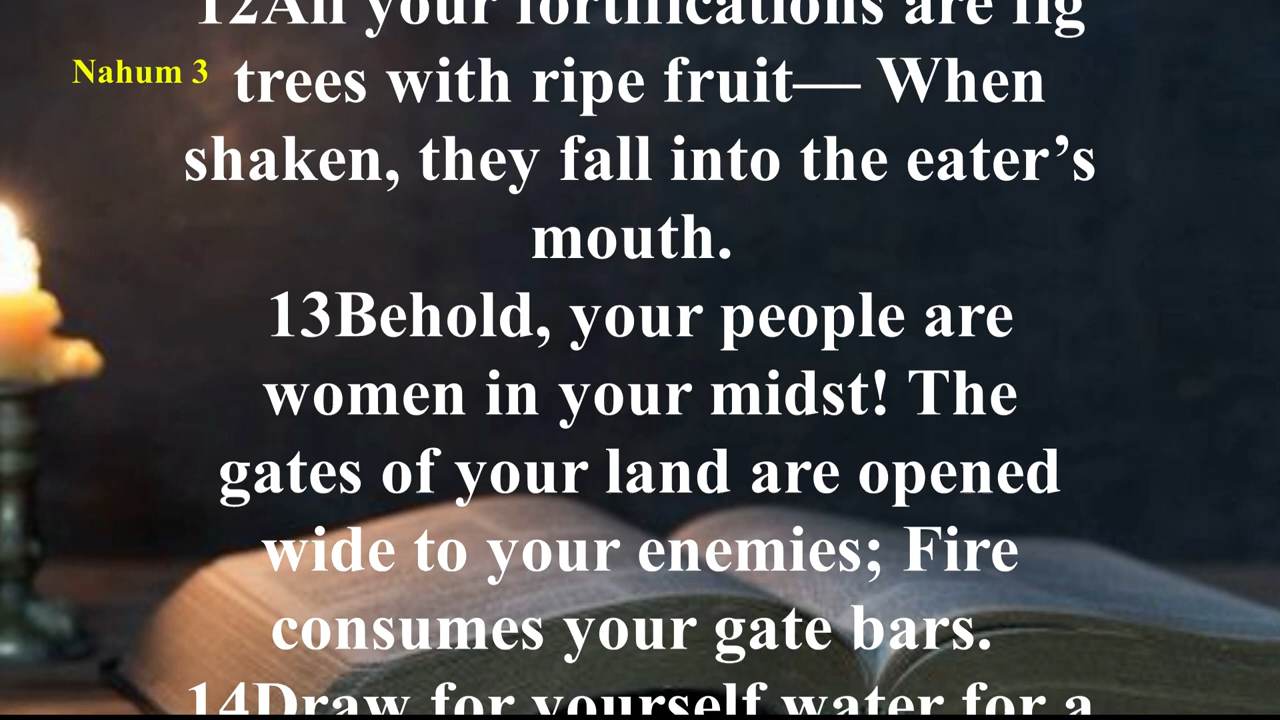 12All your fortifications are fig
Nahum 3
trees with ripe fruit— When
shaken, they fall into the eater’s
mouth.
13Behold, your people are
women in your midst! The
gates of your land are opened
wide to your enemies; Fire
consumes your gate bars.
14Draw for yourself water for a